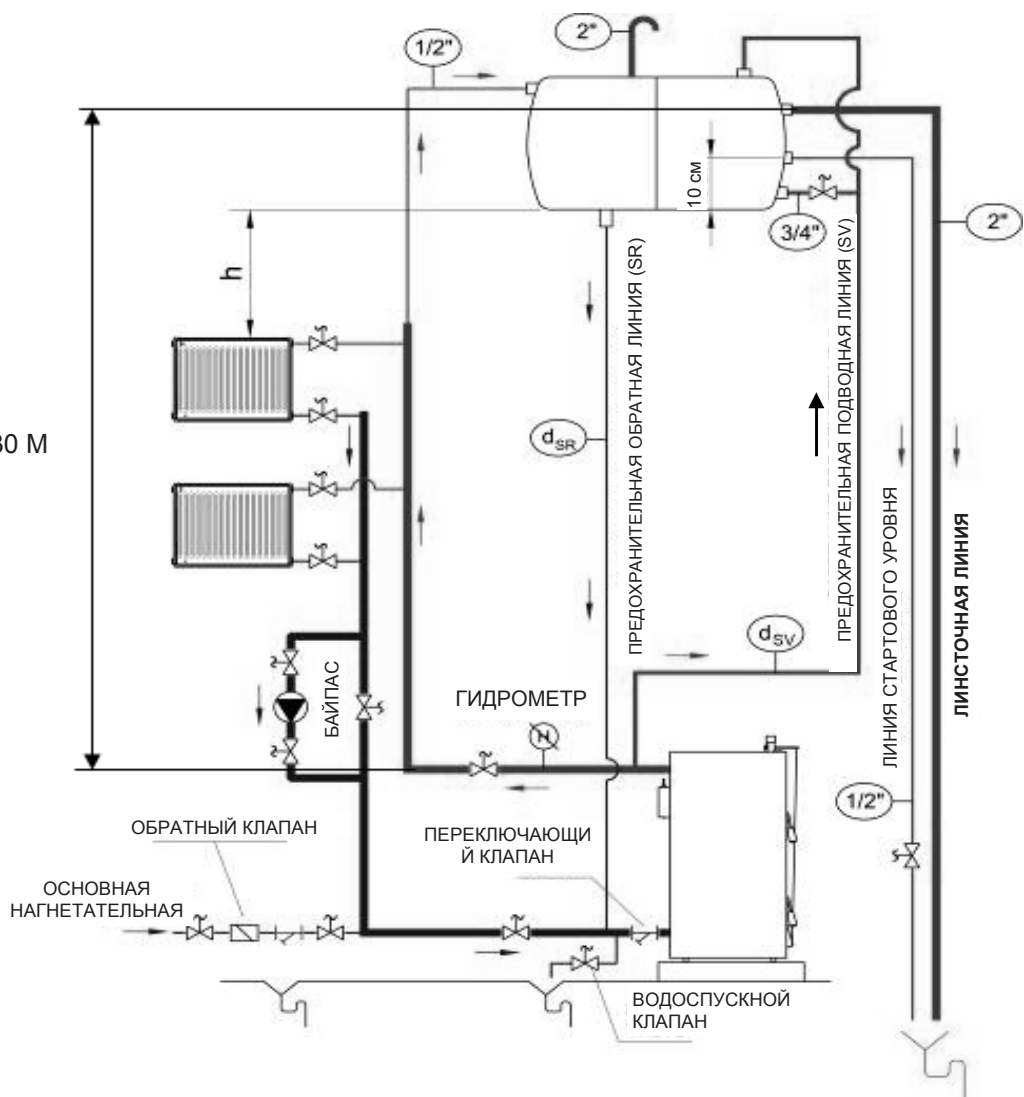 2"
1/2"
10 см
3/4"
2"
h
ПРЕДОХРАНИТЕЛЬНАЯ ОБРАТНАЯ ЛИНИЯ (SR)
ПРЕДОХРАНИТЕЛЬНАЯ ПОДВОДНАЯ ЛИНИЯ (SV)
dSR
30 М
ЛИНИЯ СТАРТОВОГО УРОВНЯ
ЛИНСТОЧНАЯ ЛИНИЯ
dSV
БАЙПАС
ГИДРОМЕТР
1/2"
ОБРАТНЫЙ КЛАПАН
ПЕРЕКЛЮЧАЮЩИ
Й КЛАПАН
ОСНОВНАЯ
НАГНЕТАТЕЛЬНАЯ
ВОДОСПУСКНОЙ
КЛАПАН